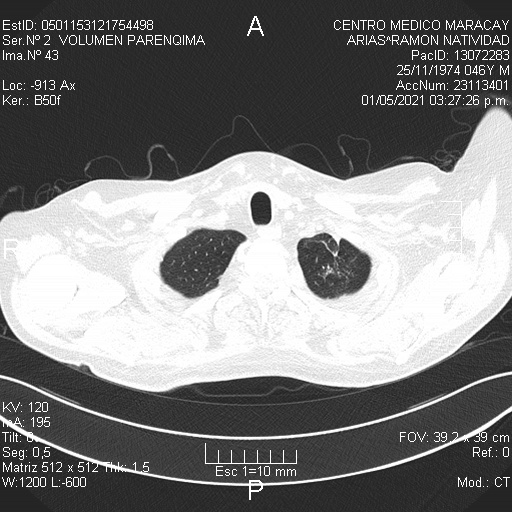 EstID: 0501153121754498
Ser.Nº 2 VOLUMEN PARENQIMA
Ima.Nº 43
Loc: -913 Ax
Ker.: B50f
A
CENTRO MEDICO MARACAY
ARIAS^RAMON NATIVIDAD
PacID: 13072283
25/11/1974 046Y M
AccNum: 23113401
01/05/2021 03:27:26 p.m.
R
KV: 120
mA: 195
Tilt:
Seg: 0,5
Matriz 512 x 512 Thk: 1.5
W:1200 L:-600
Esc 1=10 mm
P
FOV: 39.2 x 39 cm
Ref.: 0
Mod.: CT